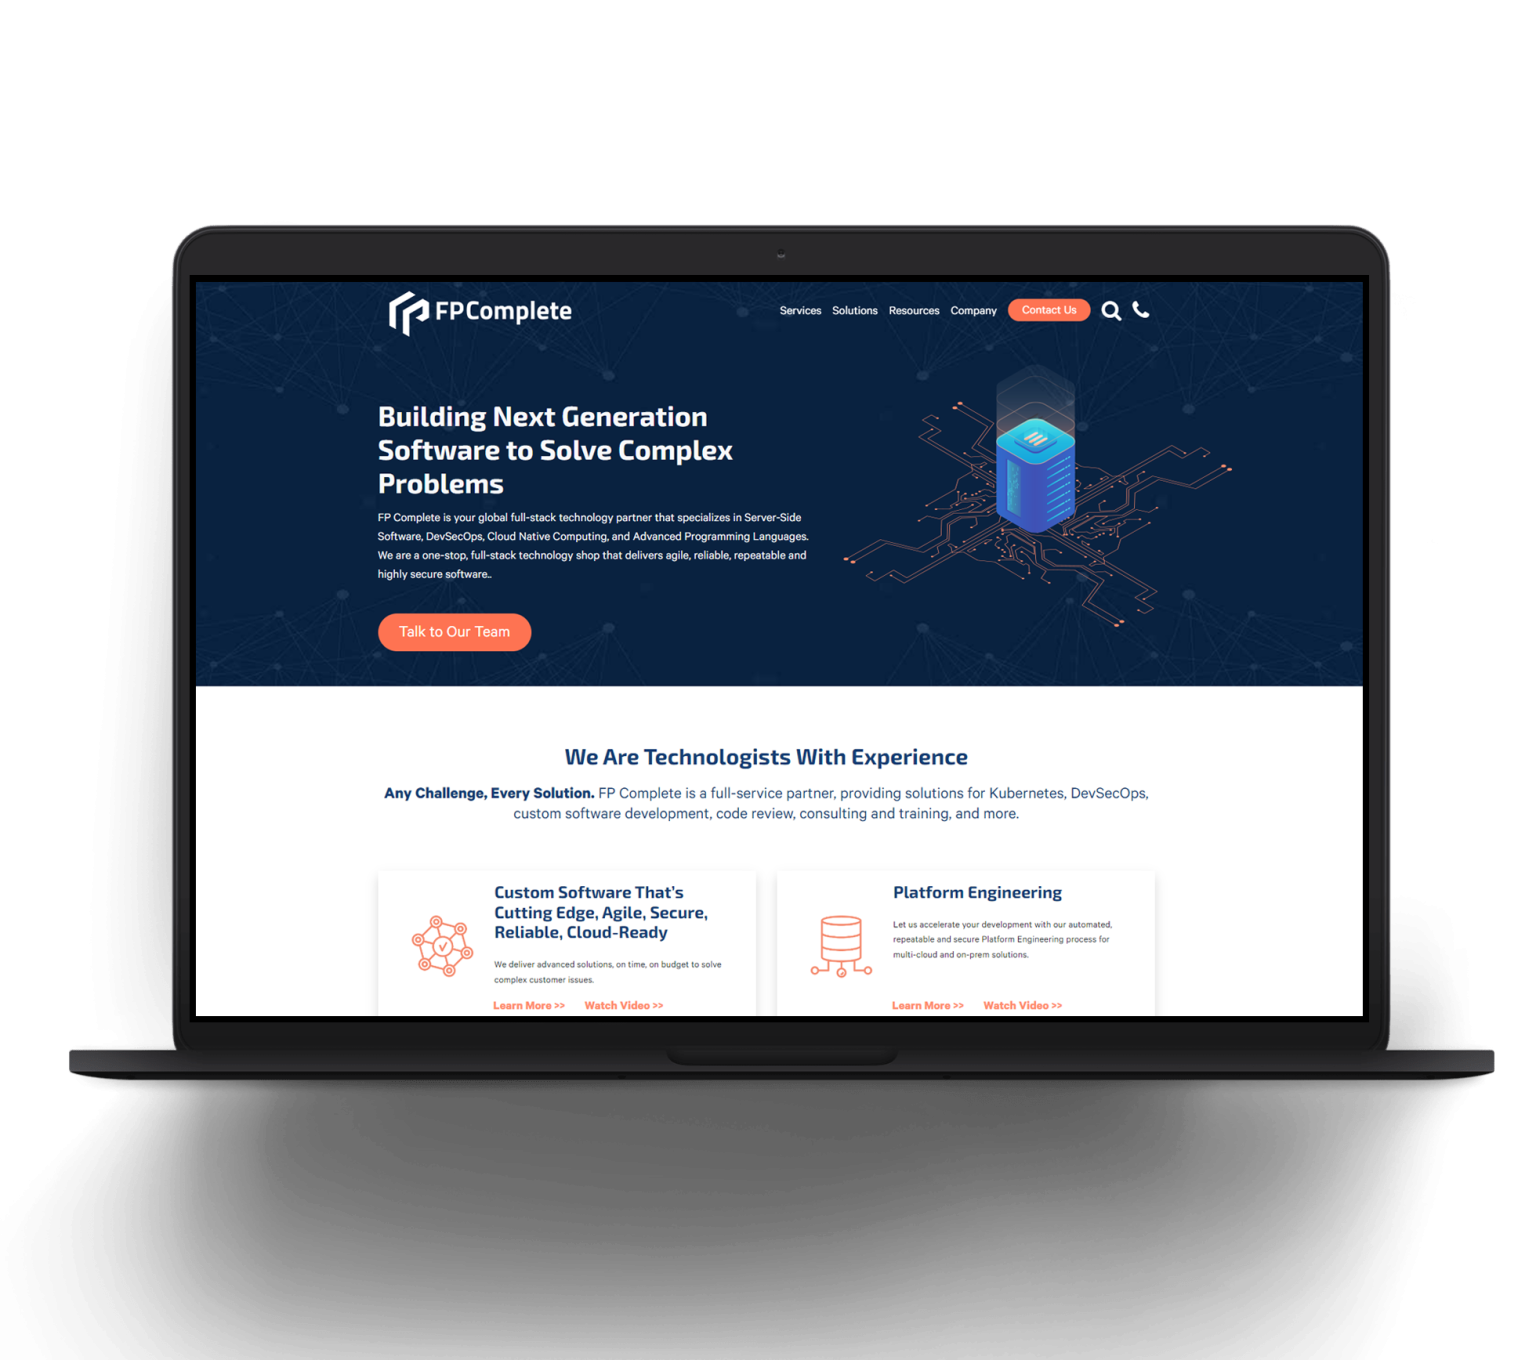 FPComplete
Services Solutions Resources Company Contact Us
Building Next Generation
Software to Solve Complex
Problems
FP Complete is your global full-stack technology partner that specializes in Server-Side
Software, DevSecOps, Cloud Native Computing, and Advanced Programming Languages.
We are a one-stop, full-stack technology shop that delivers agile, reliable, repeatable and
highly secure software..
Talk to Our Team
We Are Technologists With Experience
Any Challenge, Every Solution. FP Complete is a full-service partner, providing solutions for Kubernetes, DevSecOps,
custom software development, code review, consulting and training, and more.
Custom Software That's
Cutting Edge, Agile, Secure,
Reliable, Cloud-Ready
We deliver advanced solutions, on time, on budget to solve
complex customer issues.
Learn More >> Watch Video >>
Platform Engineering
Let us accelerate your development with our automated,
repeatable and secure Platform Engineering process for
multi-cloud and on-prem solutions.
Learn More >> Watch Video >>